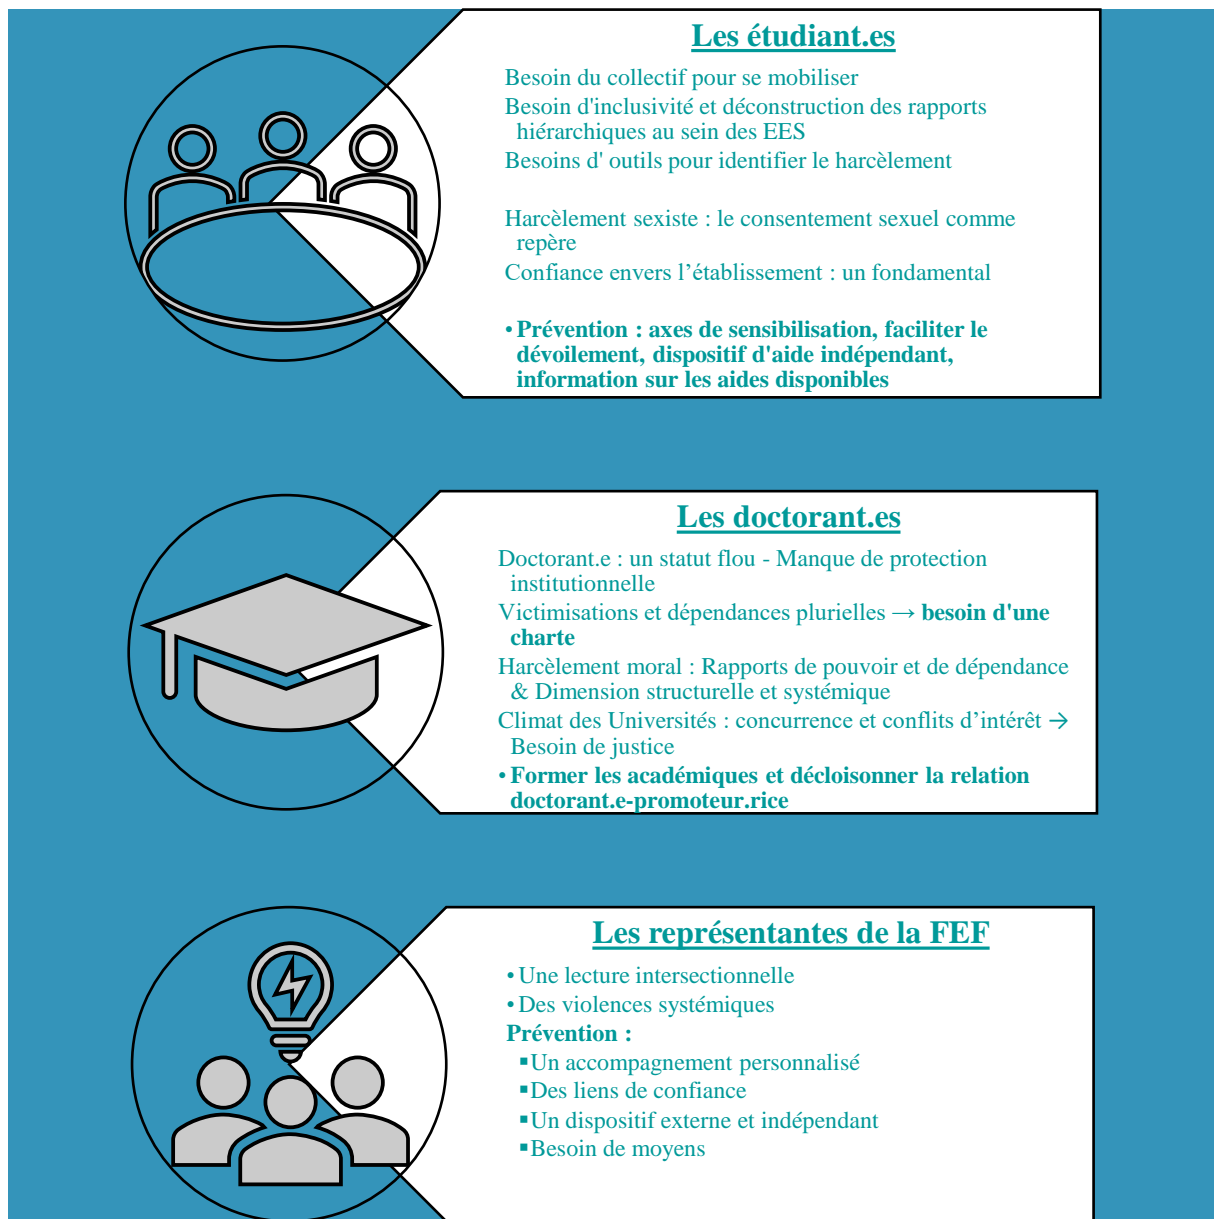 Les étudiant.es
Besoin du collectif pour se mobiliser
Besoin d'inclusivité et déconstruction des rapports
hiérarchiques au sein des EES
Besoins d' outils pour identifier le harcèlement
Harcèlement sexiste : le consentement sexuel comme
repère
Confiance envers l’établissement : un fondamental
• Prévention : axes de sensibilisation, faciliter le
dévoilement, dispositif d'aide indépendant,
information sur les aides disponibles
Les doctorant.es
Doctorant.e : un statut flou - Manque de protection
institutionnelle
Victimisations et dépendances plurielles → besoin d'une
charte
Harcèlement moral : Rapports de pouvoir et de dépendance
& Dimension structurelle et systémique
Climat des Universités : concurrence et conflits d’intérêt →
Besoin de justice
• Former les académiques et décloisonner la relation
doctorant.e-promoteur.rice
Les représentantes de la FEF
• Une lecture intersectionnelle
• Des violences systémiques
Prévention :
▪ Un accompagnement personnalisé
▪ Des liens de confiance
▪ Un dispositif externe et indépendant
▪ Besoin de moyens